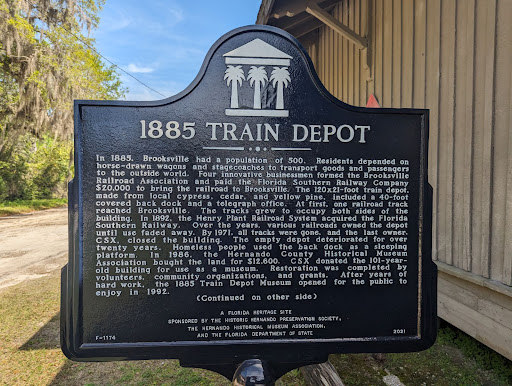 1885 TRAIN DEPOT
In 1885, Brooksville had a population of 500. Residents depended on
horse-drawn wagons and stagecoaches to transport goods and passengers
to the outside world. Four innovative businessmen formed the Brooksville
Railroad Association and paid the Florida Southern Railway Company
$20,000 to bring the railroad to Brooksville. The 120x21-foot train depot,
made from local cypress, cedar, and yellow pine, included a 40-foot
covered back dock and a telegraph office. At first, one railroad track
reached Brooksville. The tracks grew to occupy both sides of the
building. In 1892, the Henry Plant Railroad System acquired the Florida
Southern Railway. Over the years, various railroads owned the depot
until use faded away. By 1971, all tracks were gone, and the last owner,
CSX, closed the building. The empty depot deteriorated for over
twenty years. Homeless people used the back dock as a sleeping
platform. In 1986, the Hernando County Historical Museum
Association bought the land for $12,600. CSX donated the 101-year-
old building for use as a museum. Restoration was completed by
volunteers, community organizations, and grants. After years of
hard work, the 1885 Train Depot Museum opened for the public to
enjoy in 1992.
(Continued on other side)
A FLORIDA HERITAGE SITE
SPONSORED BY THE HISTORIC HERNANDO PRESERVATION SOCIETY,
THE HERNANDO HISTORICAL MUSEUM ASSOCIATION,
AND THE FLORIDA DEPARTMENT OF STATE
F-1174 2021